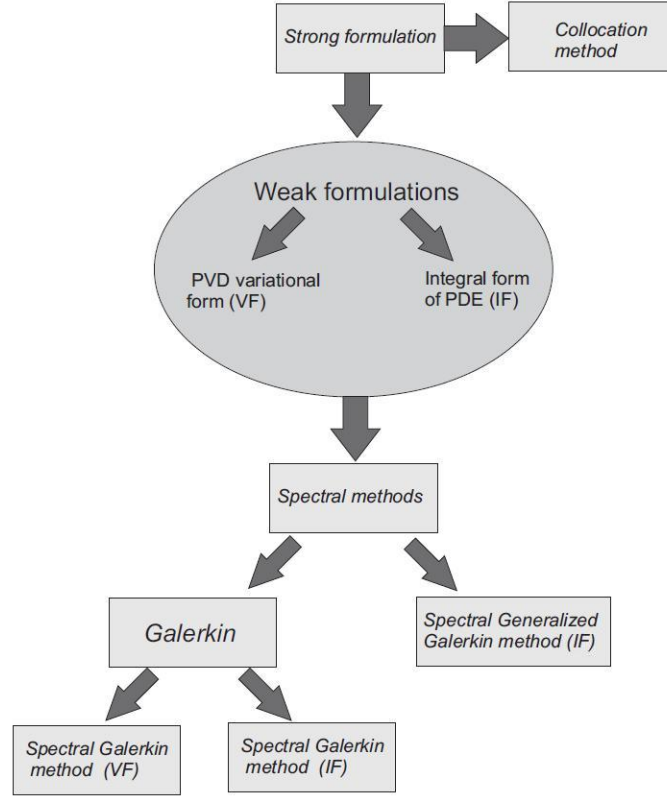 Strong formulation
Collocation
method
Weak formulations
PVD variational
form (VF)
Integral form
of PDE (IF)
Spectral methods
Galerkin
Spectral Generalized
Galerkin method (IF)
Spectral Galerkin
method (VF)
Spectral Galerkin
method (IF)